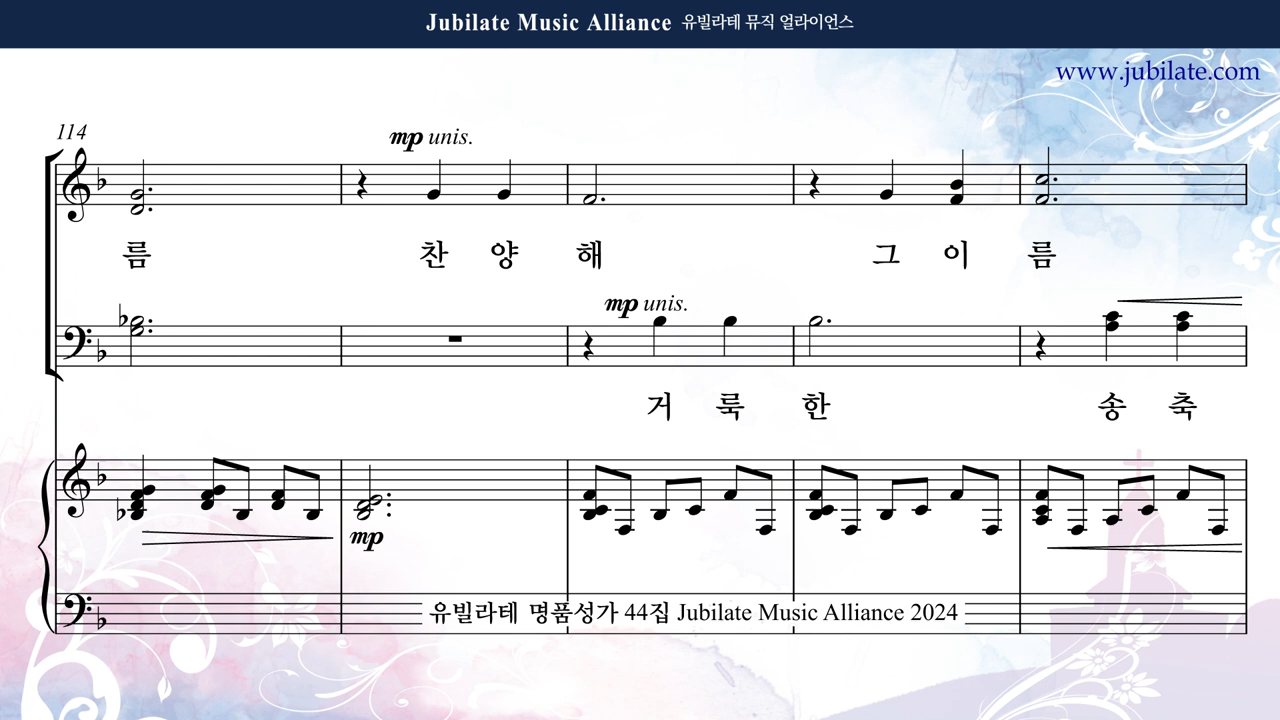 Jubilate Music Alliance 유빌라테 뮤직 얼라이언스
www.jubilate.com
114
mp unis.
름 찬 양 해 그 이 름
mp unis.
거 룩 한 송 축
mp
유빌라테 명품성가 44집 Jubilate Music Alliance 2024